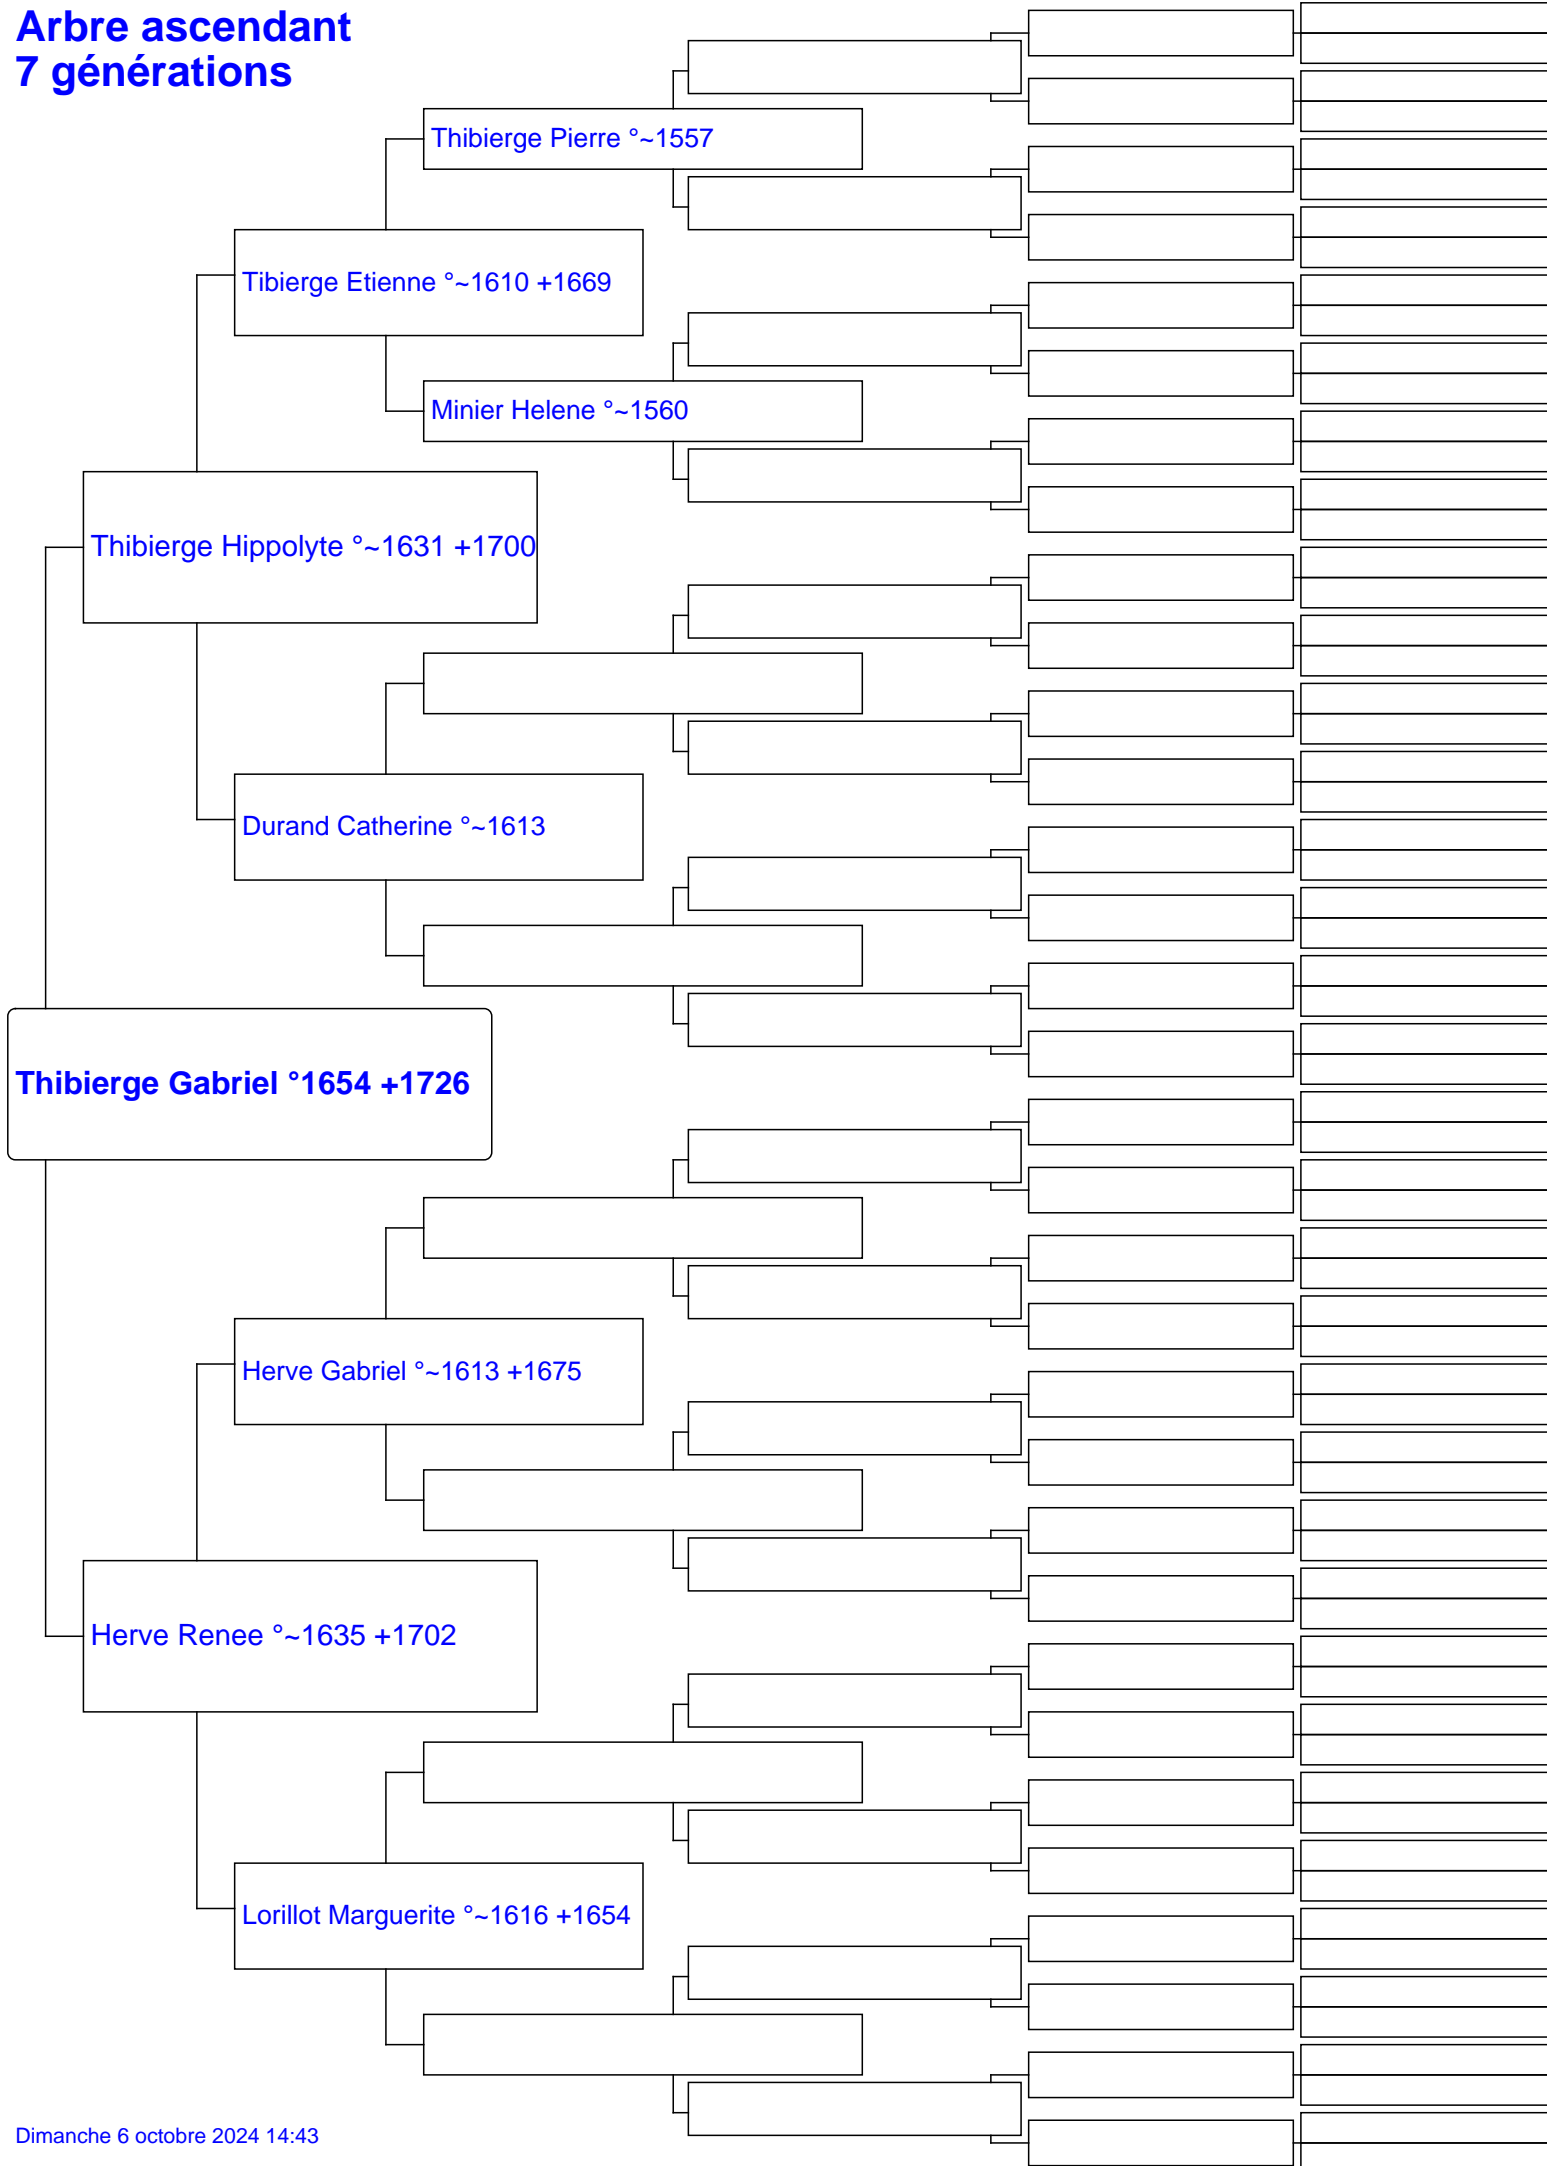 Arbre ascendant
7 générations
Thibierge Pierre °~1557
Tibierge Etienne °~1610 +1669
Minier Helene °~1560
Thibierge Hippolyte °~1631 +1700
Durand Catherine °~1613
Thibierge Gabriel °1654 +1726
Herve Gabriel °~1613 +1675
Herve Renee °~1635 +1702
Lorillot Marguerite °~1616 +1654
Dimanche 6 octobre 2024 14:43